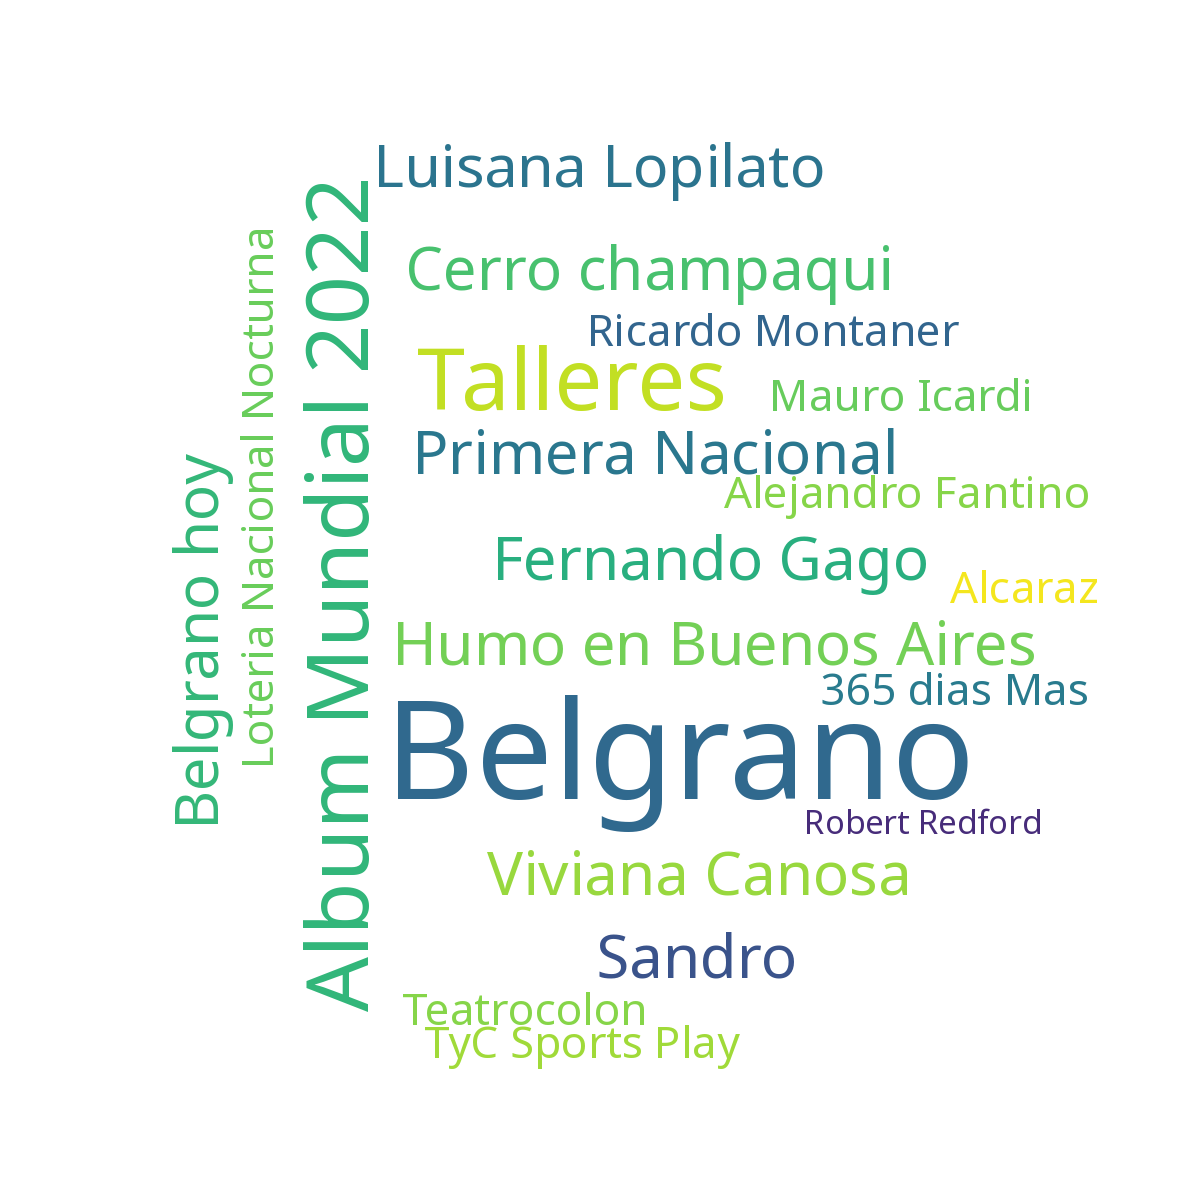 Luisana Lopilato
Cerro champaqui
Ricardo Montaner
Talleres
Mauro Icardi
Primera Nacional
Alejandro Fantino
Fernando Gago
Alcaraz
Humo en Buenos Aires
365 dias Mas
Belgrano
Robert Redford
Viviana Canosa
Sandro
Teatrocolon
TyC Sports Play
Album Mundial 2022
Loteria Nacional Nocturna
Belgrano hoy